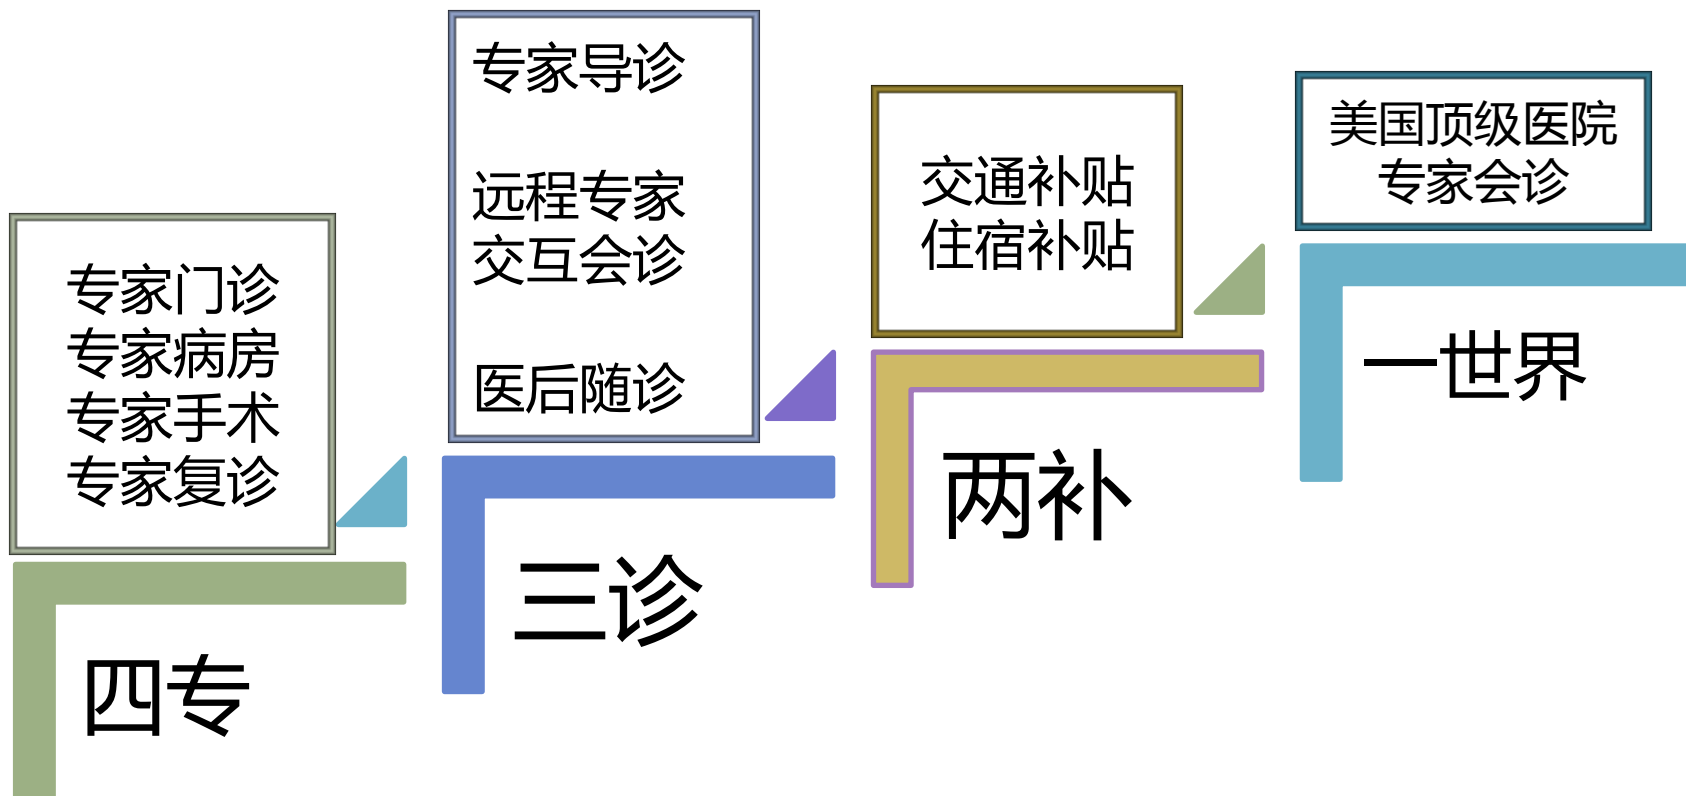 专家门诊
专家病房
专家手术
专家复诊
四专
专家导诊
远程专家
交互会诊
医后随诊
三诊
交通补贴
住宿补贴
两补
美国顶级医院
专家会诊
一世界